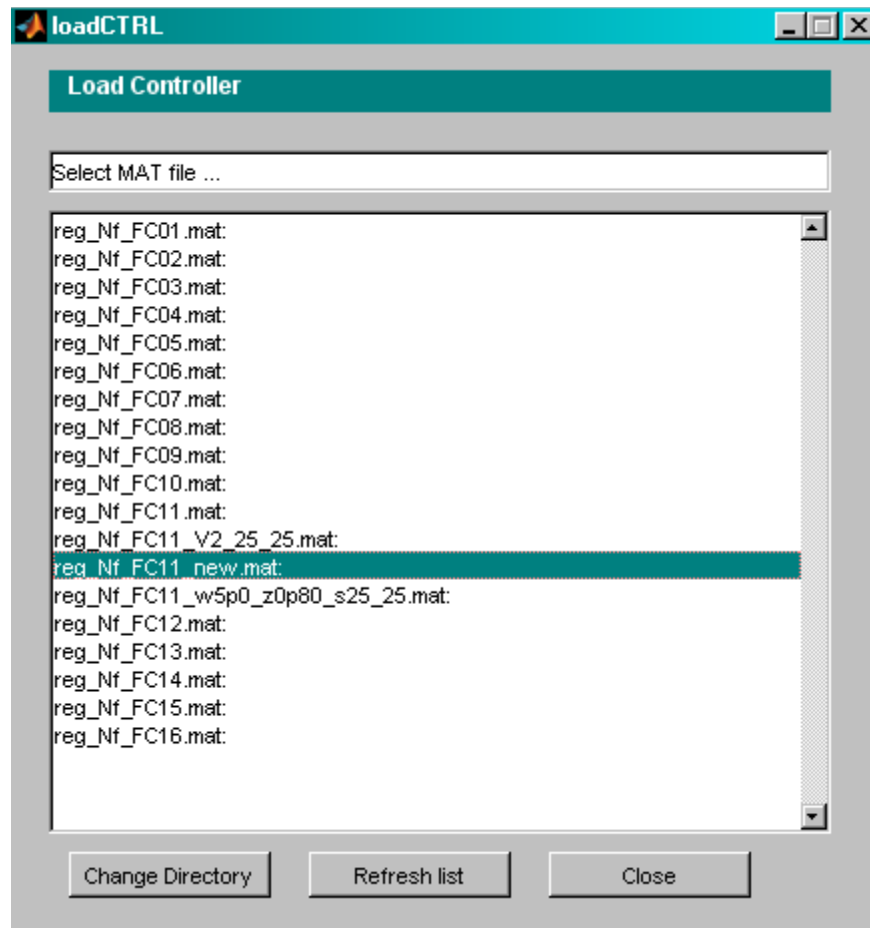 loadCTRL
Load Controller
Select MAT file ...
reg_Nf_FC01.mat:
reg_Nf_FC02.mat:
reg_Nf_FC03.mat:
reg_Nf_FC04.mat:
reg_Nf_FC05.mat:
reg_Nf_FC06.mat:
reg_Nf_FC07.mat:
reg_Nf_FC08.mat:
reg_Nf_FC09.mat:
reg_Nf_FC10.mat:
reg_Nf_FC11.mat:
reg_Nf_FC11_V2_25_25.mat:
reg_Nf_FC11_new.mat:
reg_Nf_FC11_w5p0_z0p80_s25_25.mat:
reg_Nf_FC12.mat:
reg_Nf_FC13.mat:
reg_Nf_FC14.mat:
reg_Nf_FC15.mat:
reg_Nf_FC16.mat:
Change Directory Refresh list Close